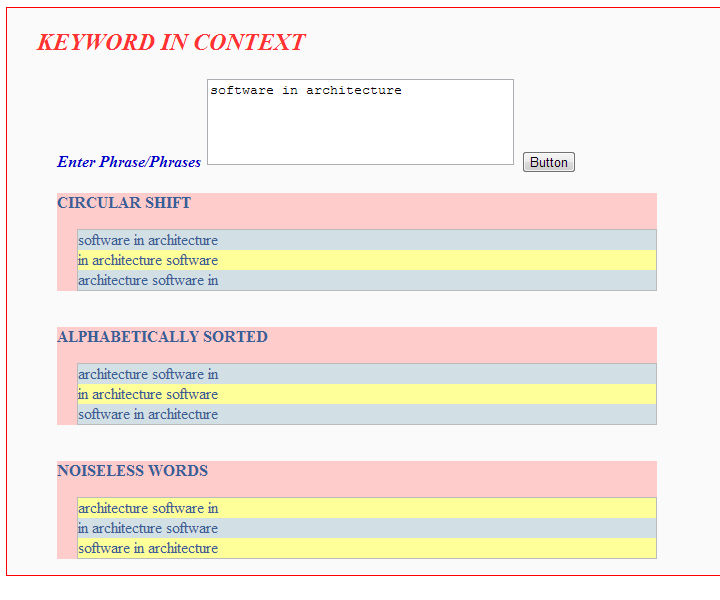 KEYWORD IN CONTEXT
software in architecture
Enter Phrase/Phrases Button
CIRCULAR SHIFT
software in architecture
in architecture software
architecture software in
ALPHABETICALLY SORTED
architecture software in
in architecture software
software in architecture
NOISELESS WORDS
architecture software in
in architecture software
software in architecture